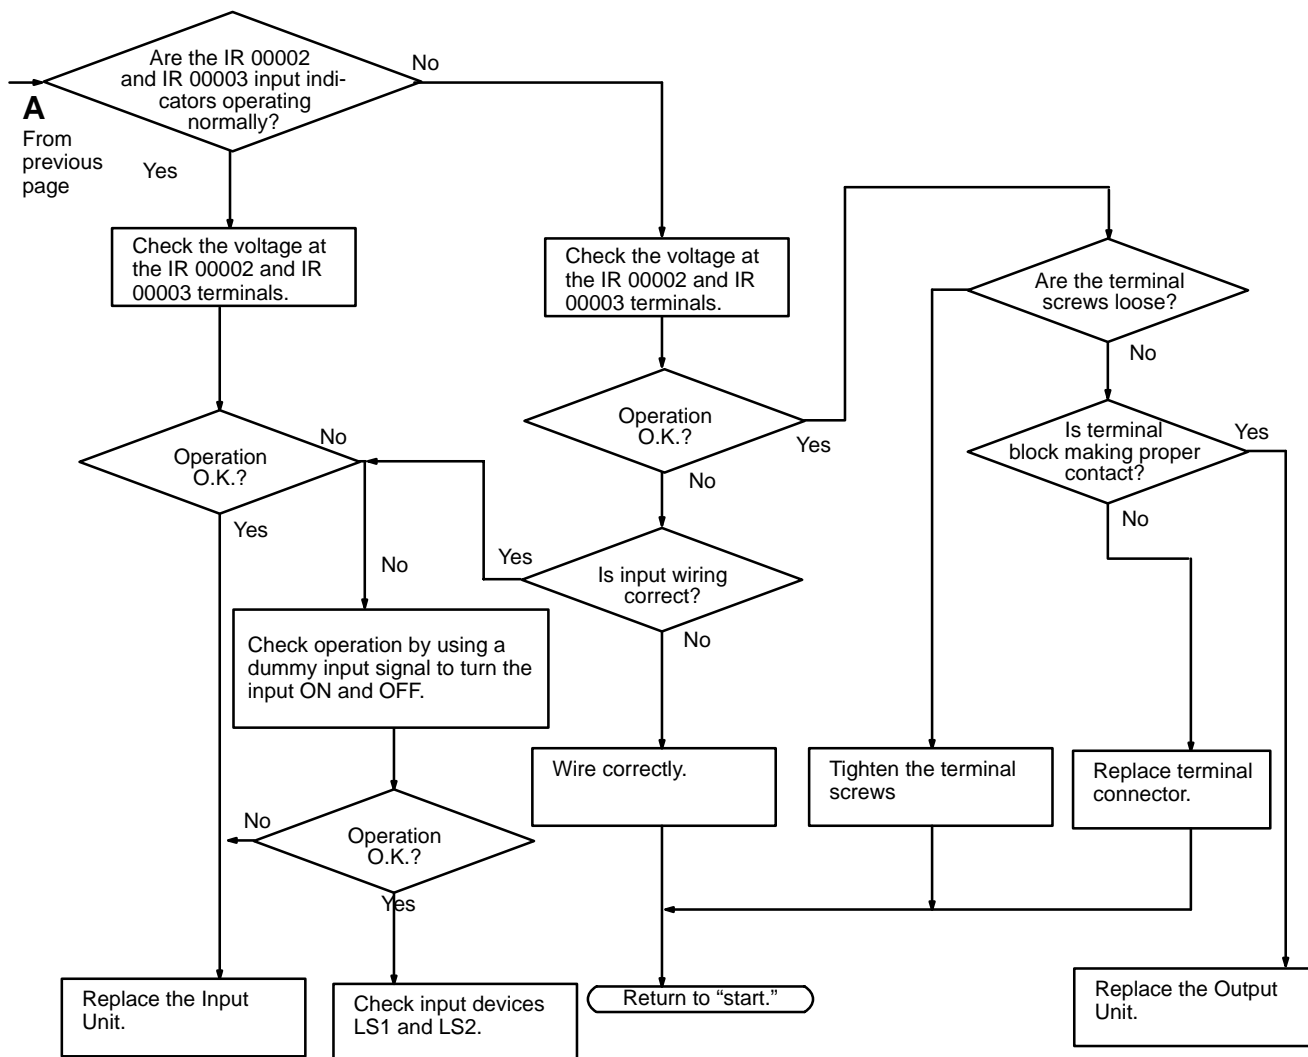 Are the IR 00002
and IR 00003 input indi-
cators operating
normally?
No
A
From
previous
page
Yes
Check the voltage at
the IR 00002 and IR
00003 terminals.
Check the voltage at
the IR 00002 and IR
00003 terminals.
Are the terminal
screws loose?
No
Operation
O.K.?
Yes
No
Is terminal
block making proper
contact?
Yes
No
Operation
O.K.?
No
Yes
No
Is input wiring
correct?
Yes
No
Check operation by using a
dummy input signal to turn the
input ON and OFF.
Wire correctly.
Tighten the terminal
screws
Replace terminal
connector.
Operation
O.K.?
No
Yes
Replace the Input
Unit.
Check input devices
LS1 and LS2.
Return to “start.”
Replace the Output
Unit.